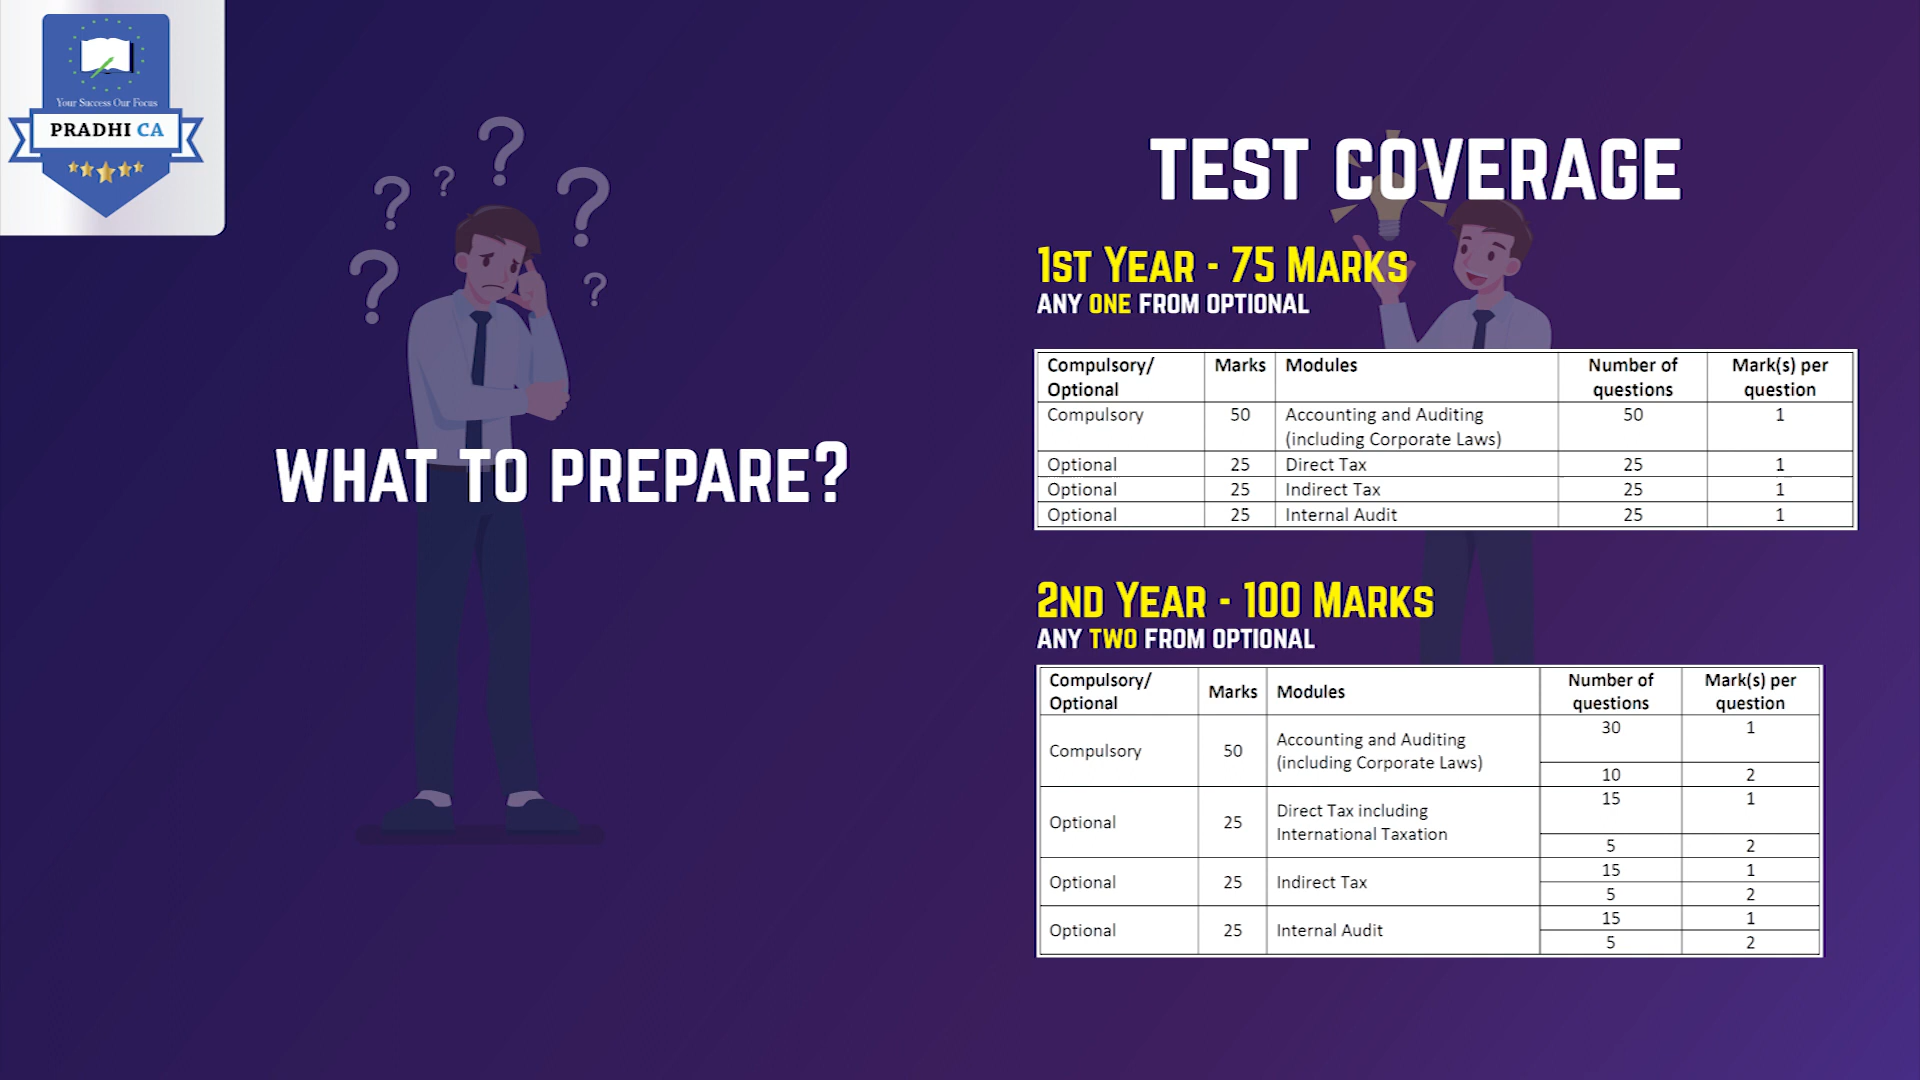 Your Success Our Focus
PRADHI CA
WHAT TO PREPARE?
TEST COVERAGE
1ST YEAR - 75 MARKS
ANY ONE FROM OPTIONAL
Compulsory/ Optional Marks Modules Number of questions Mark(s) per question
Compulsory 50 Accounting and Auditing (including Corporate Laws) 50 1
Optional 25 Direct Tax 25 1
Optional 25 Indirect Tax 25 1
Optional 25 Internal Audit 25 1
2ND YEAR - 100 MARKS
ANY TWO FROM OPTIONAL
Compulsory/ Optional Marks Modules Number of questions Mark(s) per question
Compulsory 50 Accounting and Auditing (including Corporate Laws) 30 1
10 2
Optional 25 Direct Tax including International Taxation 15 1
5 2
Optional 25 Indirect Tax 15 1
5 2
Optional 25 Internal Audit 15 1
5 2